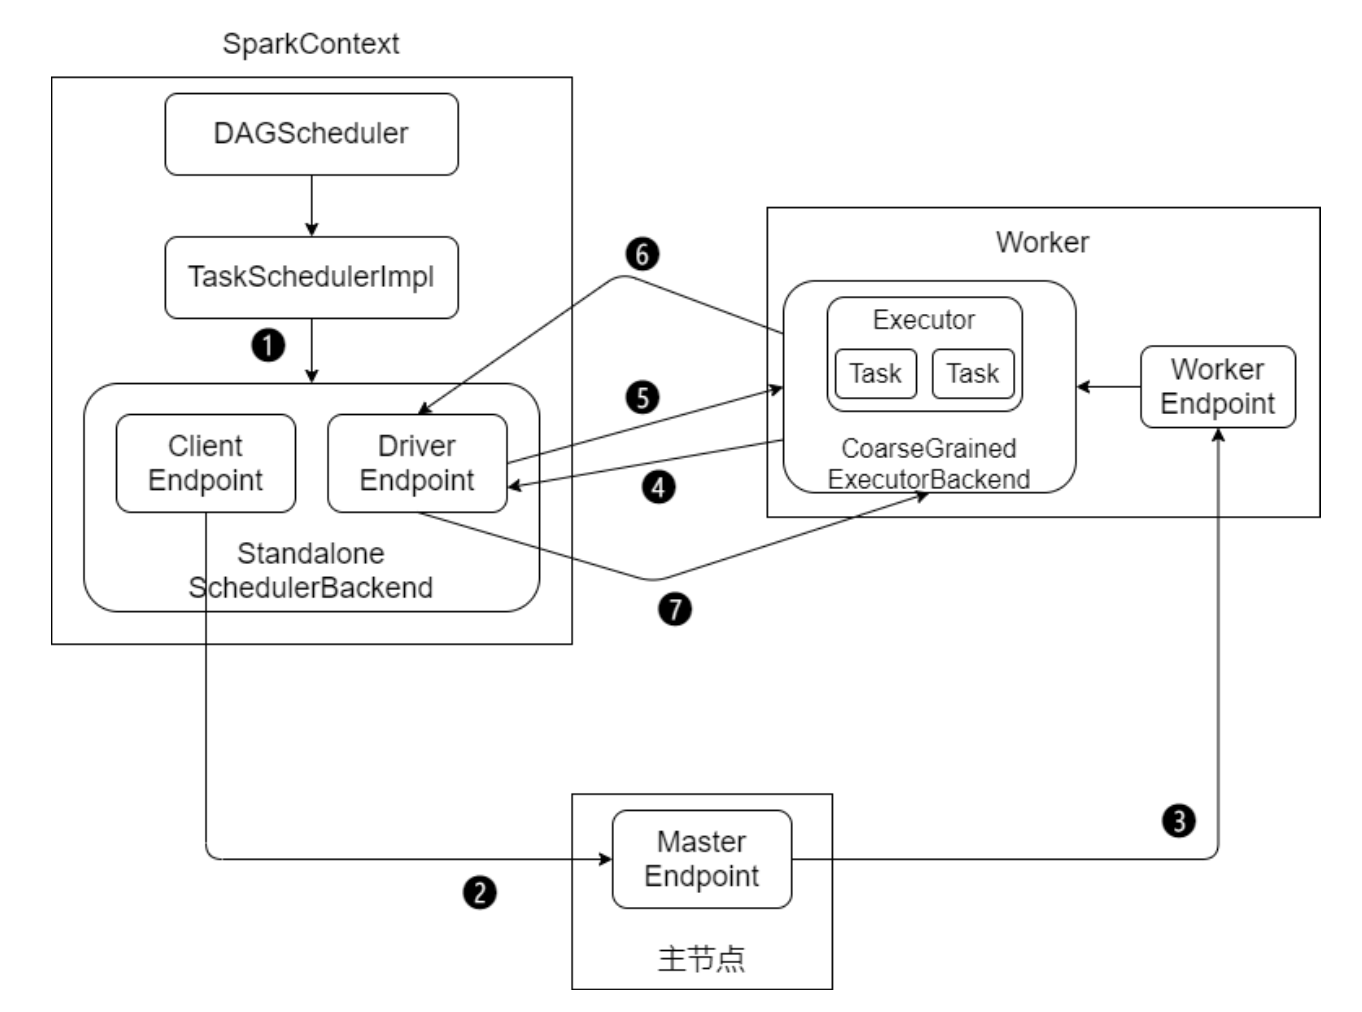 SparkContext
DAGScheduler
TaskSchedulerImpl
❶
Client
Endpoint
Driver
Endpoint
Standalone
SchedulerBackend
❻
❺
❹
❼
Worker
Executor
Task
Task
CoarseGrained
ExecutorBackend
Worker
Endpoint
❷
❸
Master
Endpoint
主节点